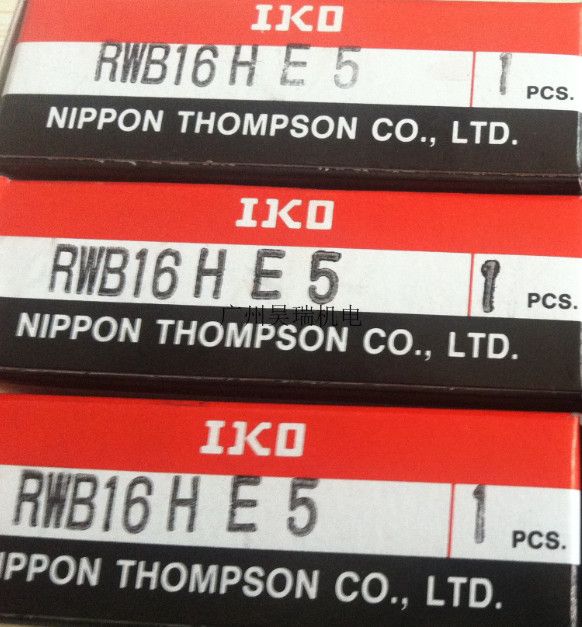 IKO
RWB16 H E 5 1 PCS.
NIPPON THOMPSON CO., LTD.
IKO
RWB16 H E 5 1 PCS.
广州昊瑞机电
NIPPON THOMPSON CO., LTD.
IKO
RWB16 H E 5 1 PCS.
IPPON THOMPSON CO., LTD.